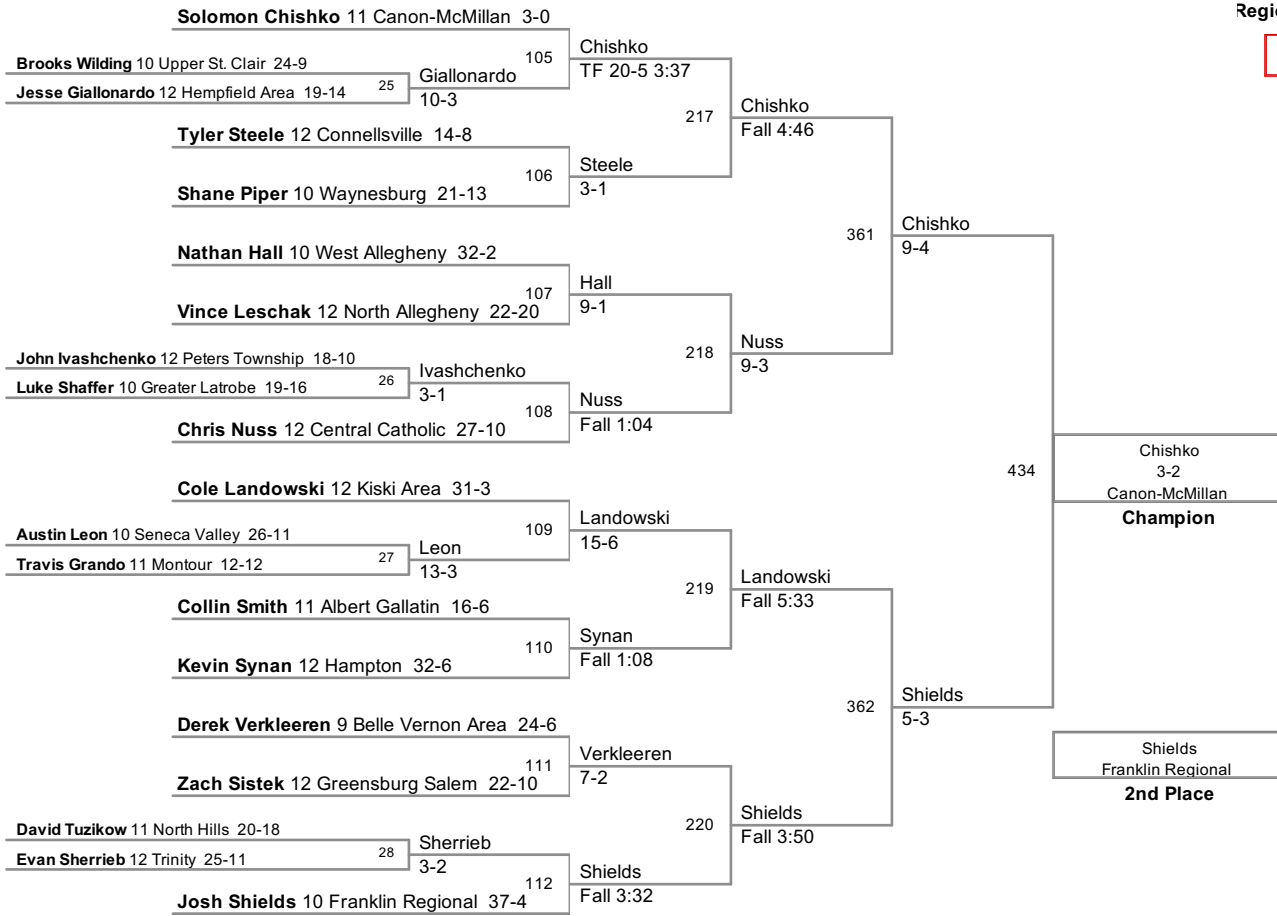 Solomon Chishko 11 Canon-McMillan 3-0
Regio
105
Chishko
TF 20-5 3:37
Brooks Wilding 10 Upper St. Clair 24-9
25
Giallonardo
10-3
Jesse Giallonardo 12 Hempfield Area 19-14
217
Chishko
Fall 4:46
Tyler Steele 12 Connellsville 14-8
106
Steele
3-1
Shane Piper 10 Waynesburg 21-13
361
Chishko
9-4
Nathan Hall 10 West Allegheny 32-2
107
Hall
9-1
Vince Leschak 12 North Allegheny 22-20
218
Nuss
9-3
John Ivashchenko 12 Peters Township 18-10
26
Ivashchenko
3-1
Luke Shaffer 10 Greater Latrobe 19-16
108
Nuss
Fall 1:04
Chris Nuss 12 Central Catholic 27-10
434
Chishko
3-2
Canon-McMillan
Champion
Cole Landowski 12 Kiski Area 31-3
109
Landowski
15-6
Austin Leon 10 Seneca Valley 26-11
27
Leon
13-3
Travis Grando 11 Montour 12-12
219
Landowski
Fall 5:33
Collin Smith 11 Albert Gallatin 16-6
110
Synan
Fall 1:08
Kevin Synan 12 Hampton 32-6
362
Shields
5-3
Derek Verkleeren 9 Belle Vernon Area 24-6
111
Verkleeren
7-2
Zach Sistek 12 Greensburg Salem 22-10
Shields
Franklin Regional
2nd Place
220
Shields
Fall 3:50
David Tuzikow 11 North Hills 20-18
28
Sherrieb
3-2
Evan Sherrieb 12 Trinity 25-11
112
Shields
Fall 3:32
Josh Shields 10 Franklin Regional 37-4